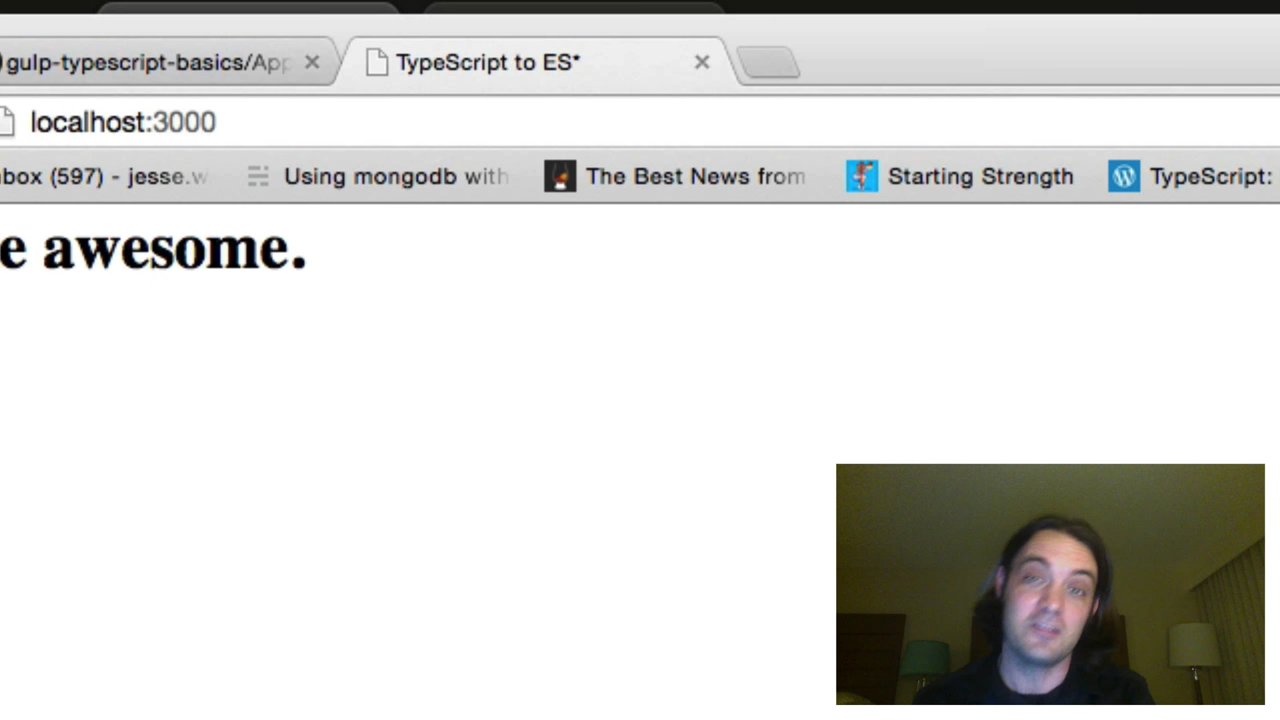 gulp-typescript-basics/App
TypeScript to ES*
localhost:3000
nbox (597) - jesse.w
Using mongodb with
The Best News from
Starting Strength
TypeScript:
e awesome.